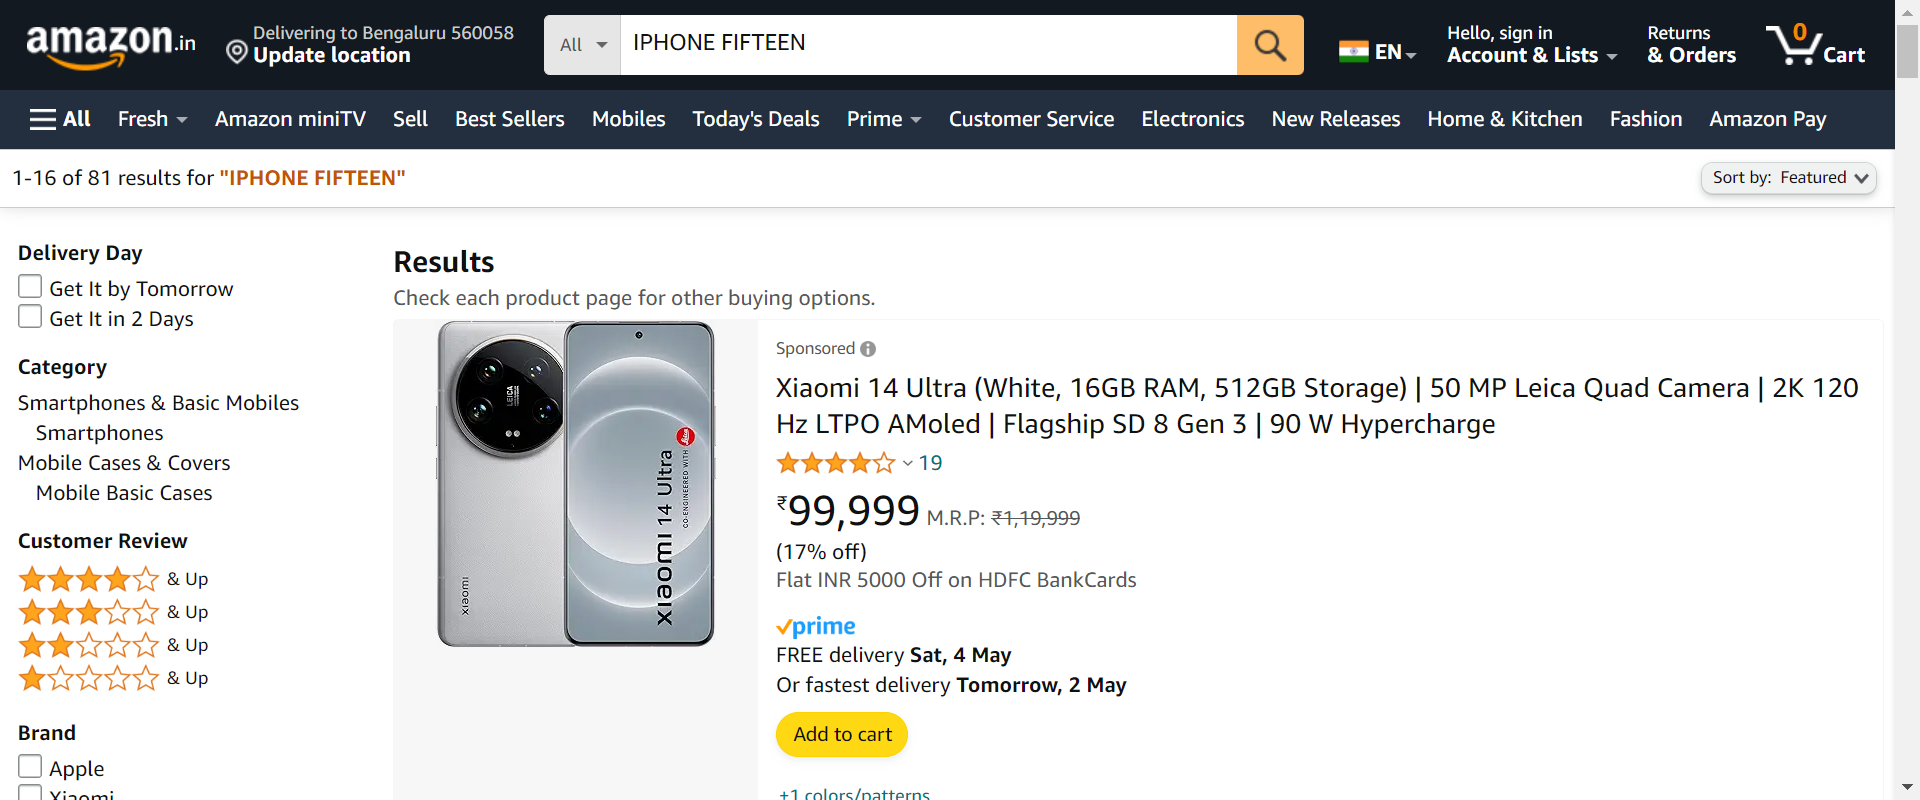 amazon.in
Delivering to Bengaluru 560058
Update location
All
IPHONE FIFTEEN
EN
Hello, sign in
Account & Lists
Returns
& Orders
0
Cart
All
Fresh
Amazon miniTV
Sell
Best Sellers
Mobiles
Today's Deals
Prime
Customer Service
Electronics
New Releases
Home & Kitchen
Fashion
Amazon Pay
1-16 of 81 results for "IPHONE FIFTEEN"
Sort by: Featured
Delivery Day
Get It by Tomorrow
Get It in 2 Days
Category
Smartphones & Basic Mobiles
Smartphones
Mobile Cases & Covers
Mobile Basic Cases
Customer Review
& Up
& Up
& Up
& Up
Brand
Apple
Xiaomi
Results
Check each product page for other buying options.
LEICA
xiaomi
xiaomi 14 Ultra
CO-ENGINEERED WITH
Leica
Sponsored
Xiaomi 14 Ultra (White, 16GB RAM, 512GB Storage) | 50 MP Leica Quad Camera | 2K 120
Hz LTPO AMoled | Flagship SD 8 Gen 3 | 90 W Hypercharge
19
₹99,999 M.R.P: ₹1,19,999
(17% off)
Flat INR 5000 Off on HDFC BankCards
prime
FREE delivery Sat, 4 May
Or fastest delivery Tomorrow, 2 May
Add to cart
+1 colors/patterns